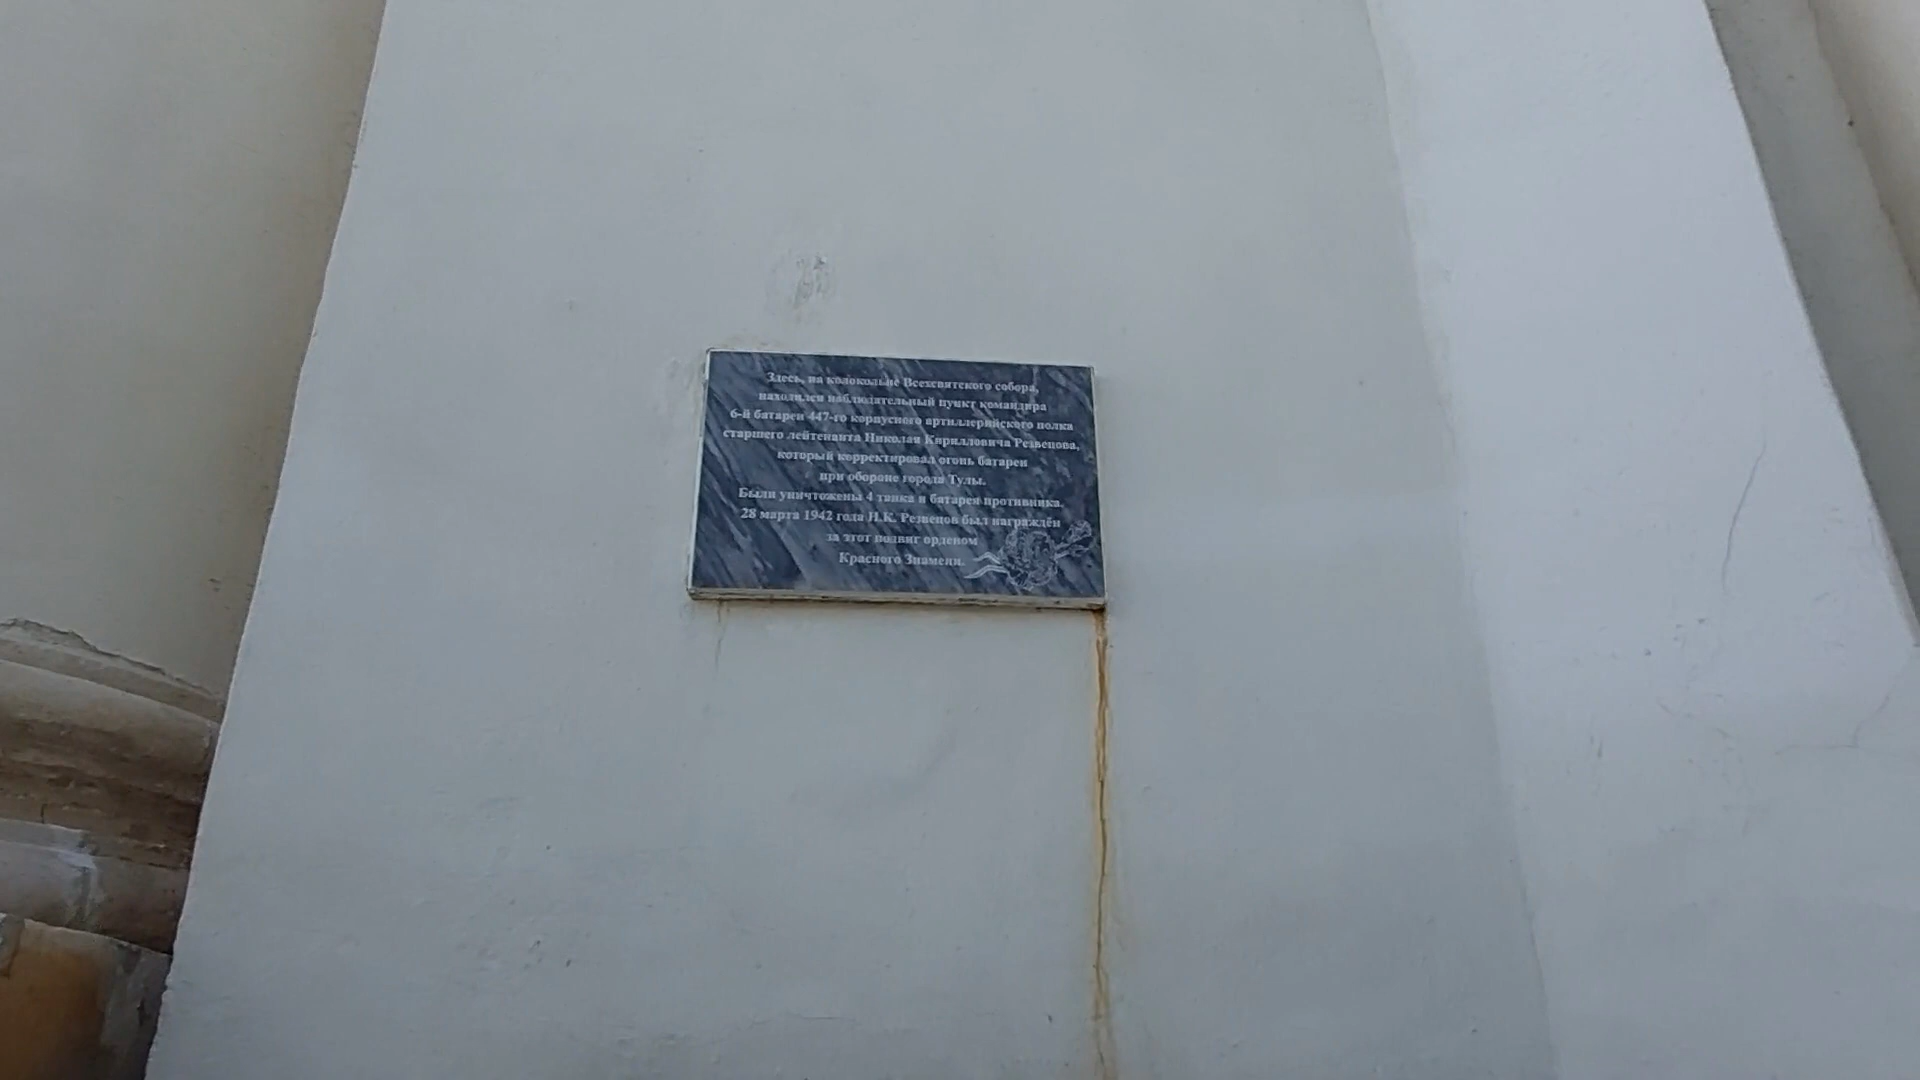 Здесь, на колокольне Всехсвятского собора,
находился наблюдательный пункт командира
6-й батареи 447-го корпусного артиллерийского полка
старшего лейтенанта Николая Кирилловича Резвецова,
который корректировал огонь батареи
при обороне города Тулы.
Были уничтожены 4 танка и батарея противника.
28 марта 1942 года Н.К. Резвецов был награждён
за этот подвиг орденом
Красного Знамени.